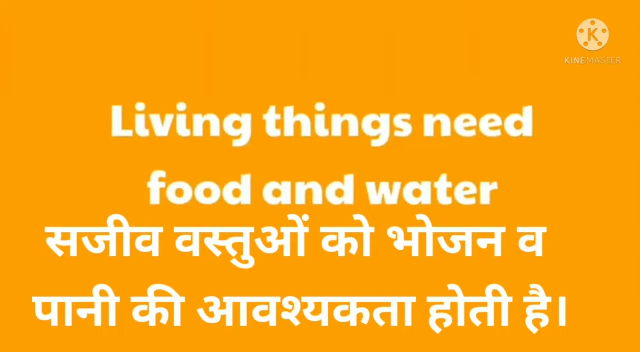 KINEMASTER
Living things need
food and water
सजीव वस्तुओं को भोजन व
पानी की आवश्यकता होती है।